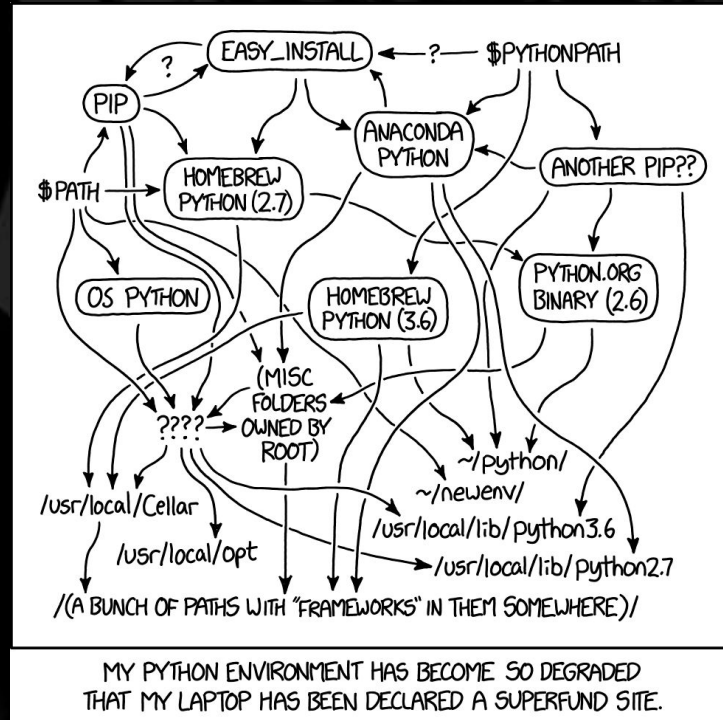 EASY_INSTALL
?
?
$PYTHONPATH
PIP
ANACONDA
PYTHON
ANOTHER PIP??
HOMEBREW
PYTHON (2.7)
$PATH
OS PYTHON
HOMEBREW
PYTHON (3.6)
PYTHON.ORG
BINARY (2.6)
(MISC
FOLDERS
OWNED BY
ROOT)
????
~/python/
~/newenv/
/usr/local/Cellar
/usr/local/lib/python3.6
/usr/local/opt
/usr/local/lib/python2.7
/(A BUNCH OF PATHS WITH "FRAMEWORKS" IN THEM SOMEWHERE)/
MY PYTHON ENVIRONMENT HAS BECOME SO DEGRADED
THAT MY LAPTOP HAS BEEN DECLARED A SUPERFUND SITE.